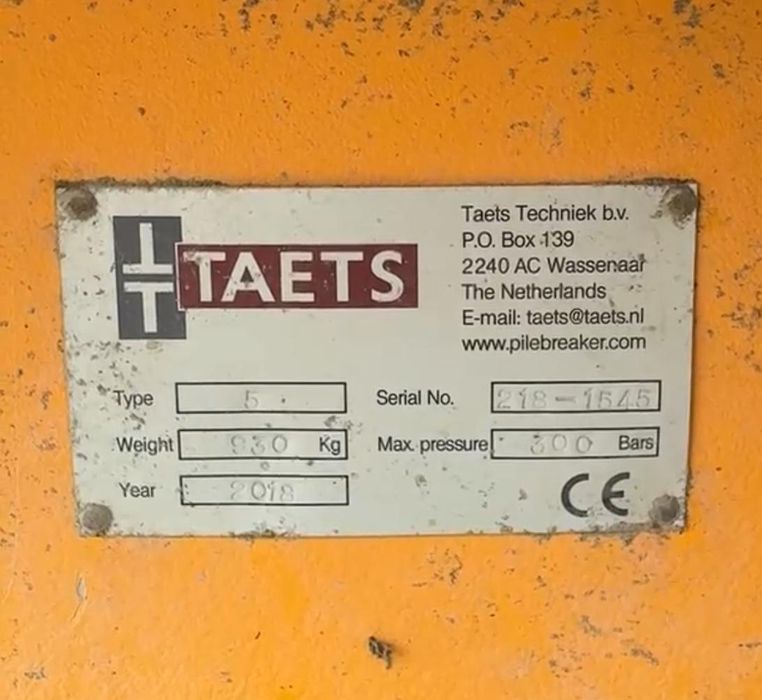 TAETS
Taets Techniek b.v.
P.O. Box 139
2240 AC Wassenaar
The Netherlands
E-mail: taets@taets.nl
www.pilebreaker.com
Type 5
Serial No. 218-1545
Weight 930 Kg
Max. pressure 300 Bars
Year 2018
CE